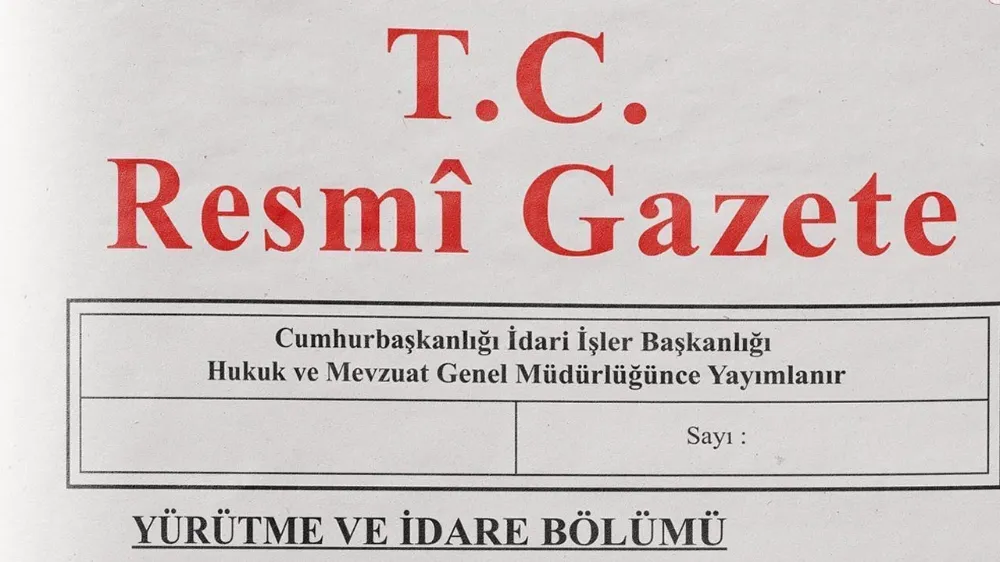 T.C.
Resmî Gazete
Cumhurbaşkanlığı İdari İşler Başkanlığı
Hukuk ve Mevzuat Genel Müdürlüğünce Yayımlanır
Sayı :
YÜRÜTME VE İDARE BÖLÜMÜ